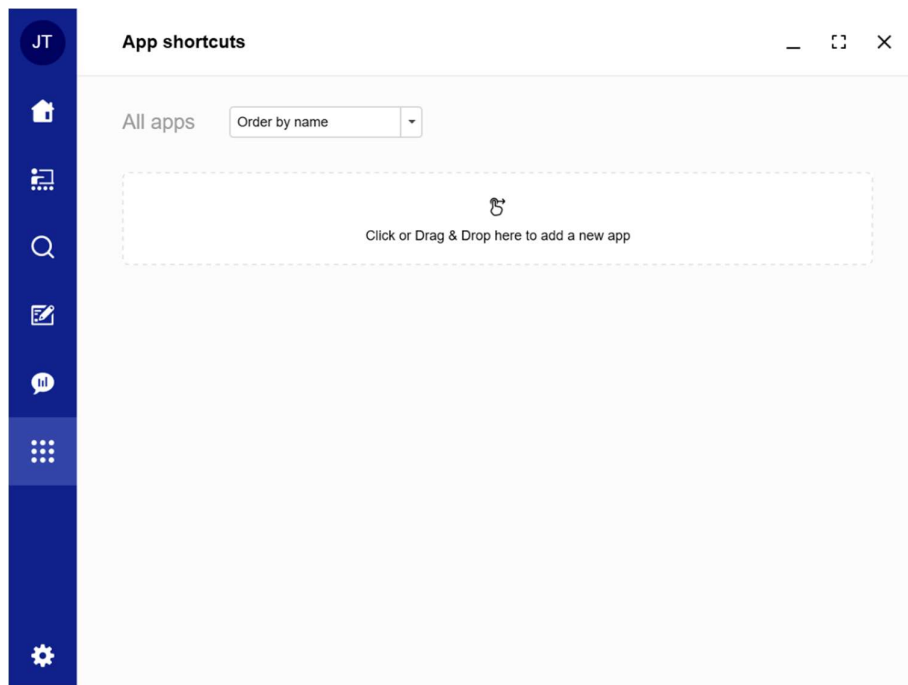 JT
App shortcuts
All apps
Order by name
Click or Drag & Drop here to add a new app